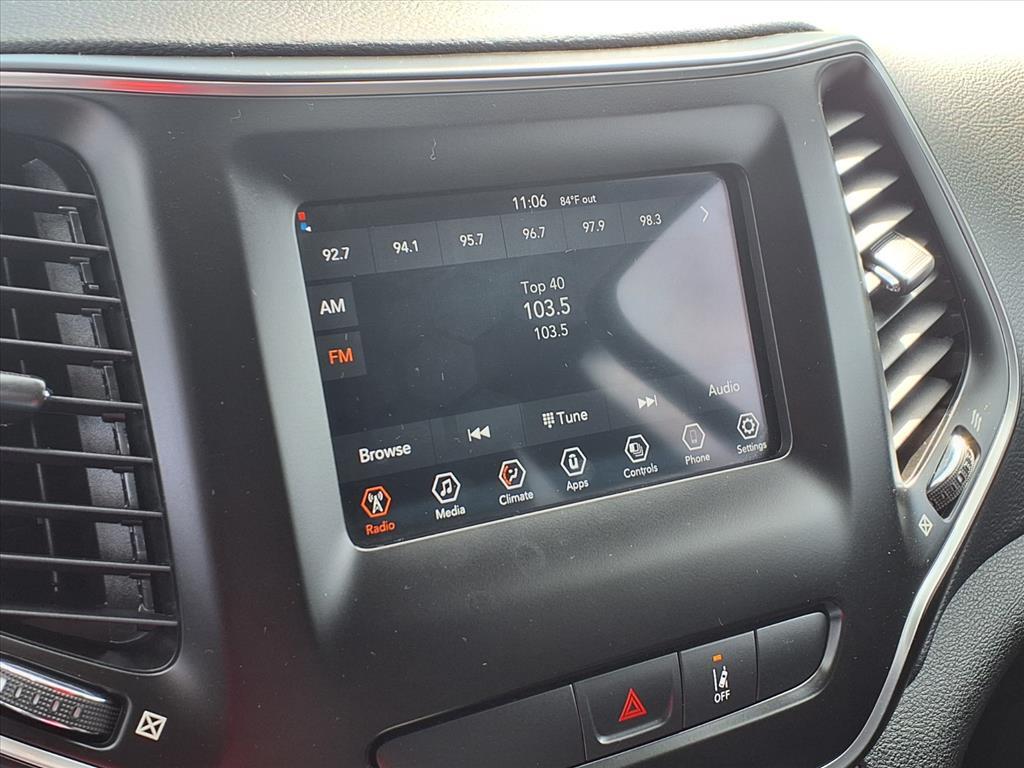 11:06 84°F out
92.7 94.1 95.7 96.7 97.9 98.3
AM
Top 40
103.5
103.5
FM
Browse Tune Audio
Radio Media Climate Apps Controls Phone Settings
OFF